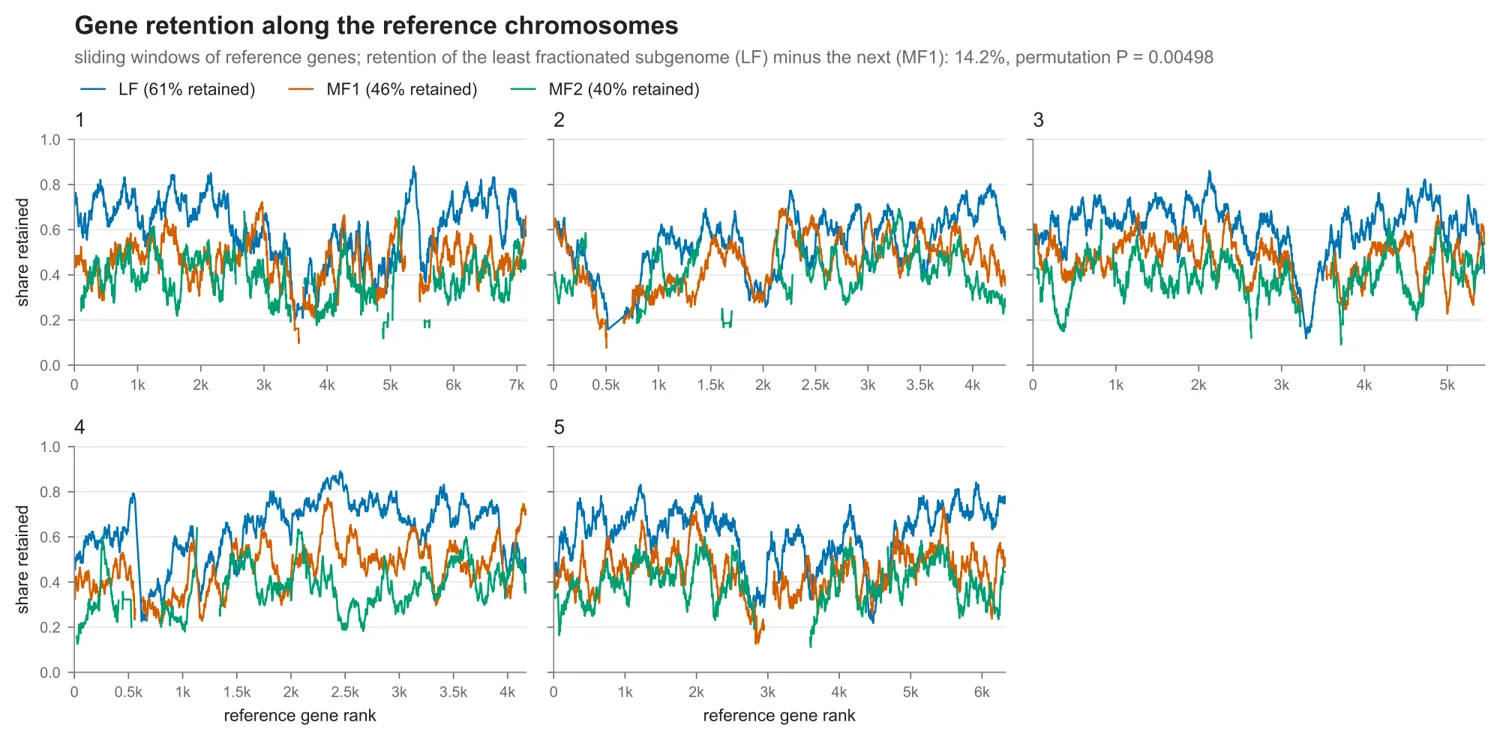 Gene retention along the reference chromosomes
sliding windows of reference genes; retention of the least fractionated subgenome (LF) minus the next (MF1): 14.2%, permutation P = 0.00498
LF (61% retained) MF1 (46% retained) MF2 (40% retained)
1 2 3
share retained
1.0
0.8
0.6
0.4
0.2
0.0
0 1k 2k 3k 4k 5k 6k 7k
0 0.5k 1k 1.5k 2k 2.5k 3k 3.5k 4k
0 1k 2k 3k 4k 5k
4 5
share retained
1.0
0.8
0.6
0.4
0.2
0.0
0 0.5k 1k 1.5k 2k 2.5k 3k 3.5k 4k
0 1k 2k 3k 4k 5k 6k
reference gene rank reference gene rank